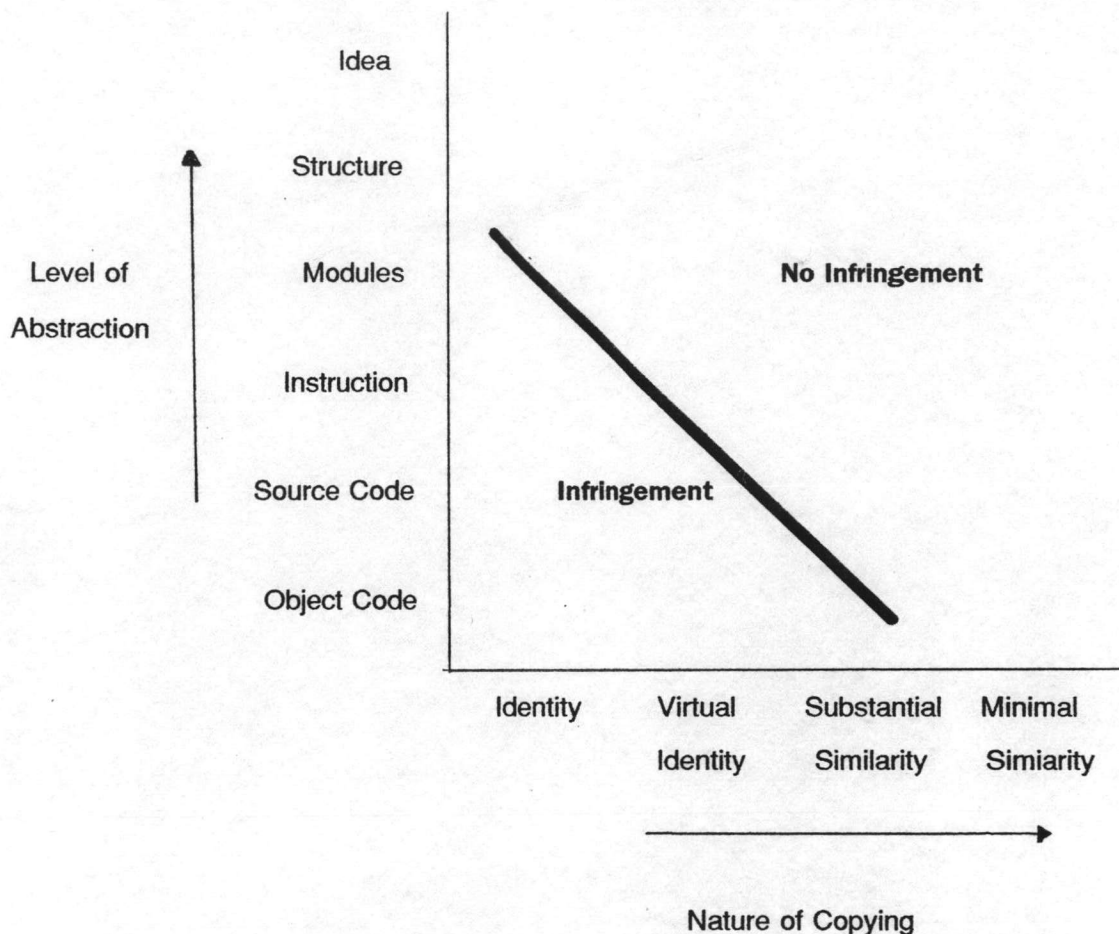 Idea
Structure
Level of
Abstraction
Modules
No Infringement
Instruction
Source Code
Infringement
Object Code
Identity
Virtual
Identity
Substantial
Similarity
Minimal
Simiarity
Nature of Copying